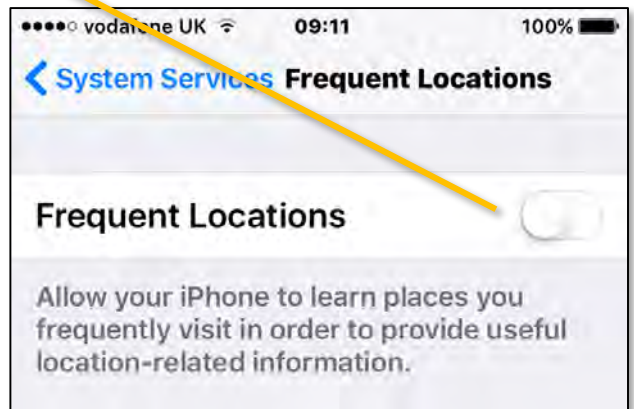 vodafone UK 09:11 100%
System Services Frequent Locations
Frequent Locations
Allow your iPhone to learn places you
frequently visit in order to provide useful
location-related information.